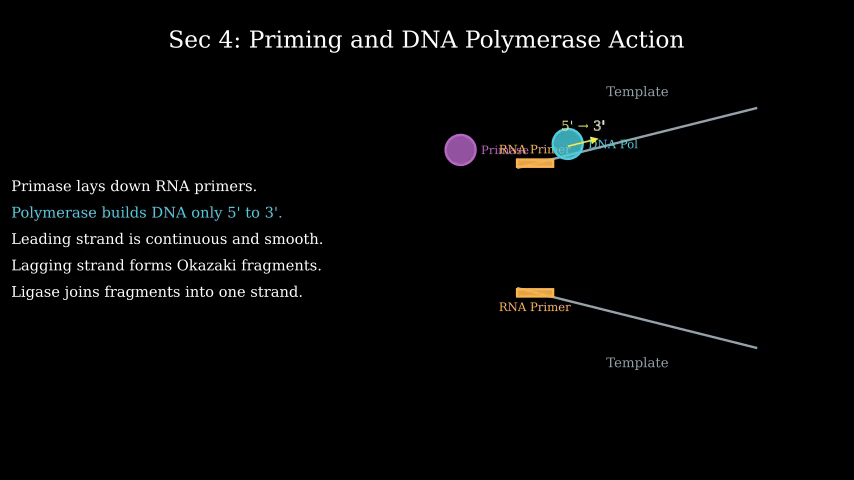 Sec 4: Priming and DNA Polymerase Action
Template
5' → 3'
Primase
RNA Primer
DNA Pol
Primase lays down RNA primers.
Polymerase builds DNA only 5' to 3'.
Leading strand is continuous and smooth.
Lagging strand forms Okazaki fragments.
Ligase joins fragments into one strand.
RNA Primer
Template